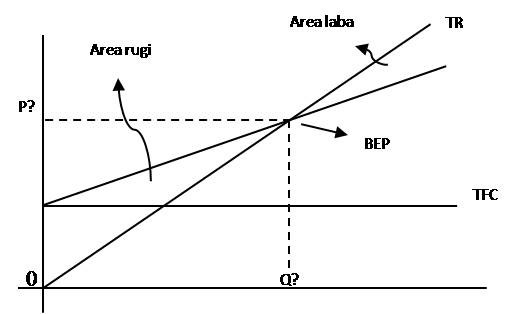 Area laba
TR
Area rugi
P?
BEP
TFC
0
Q?